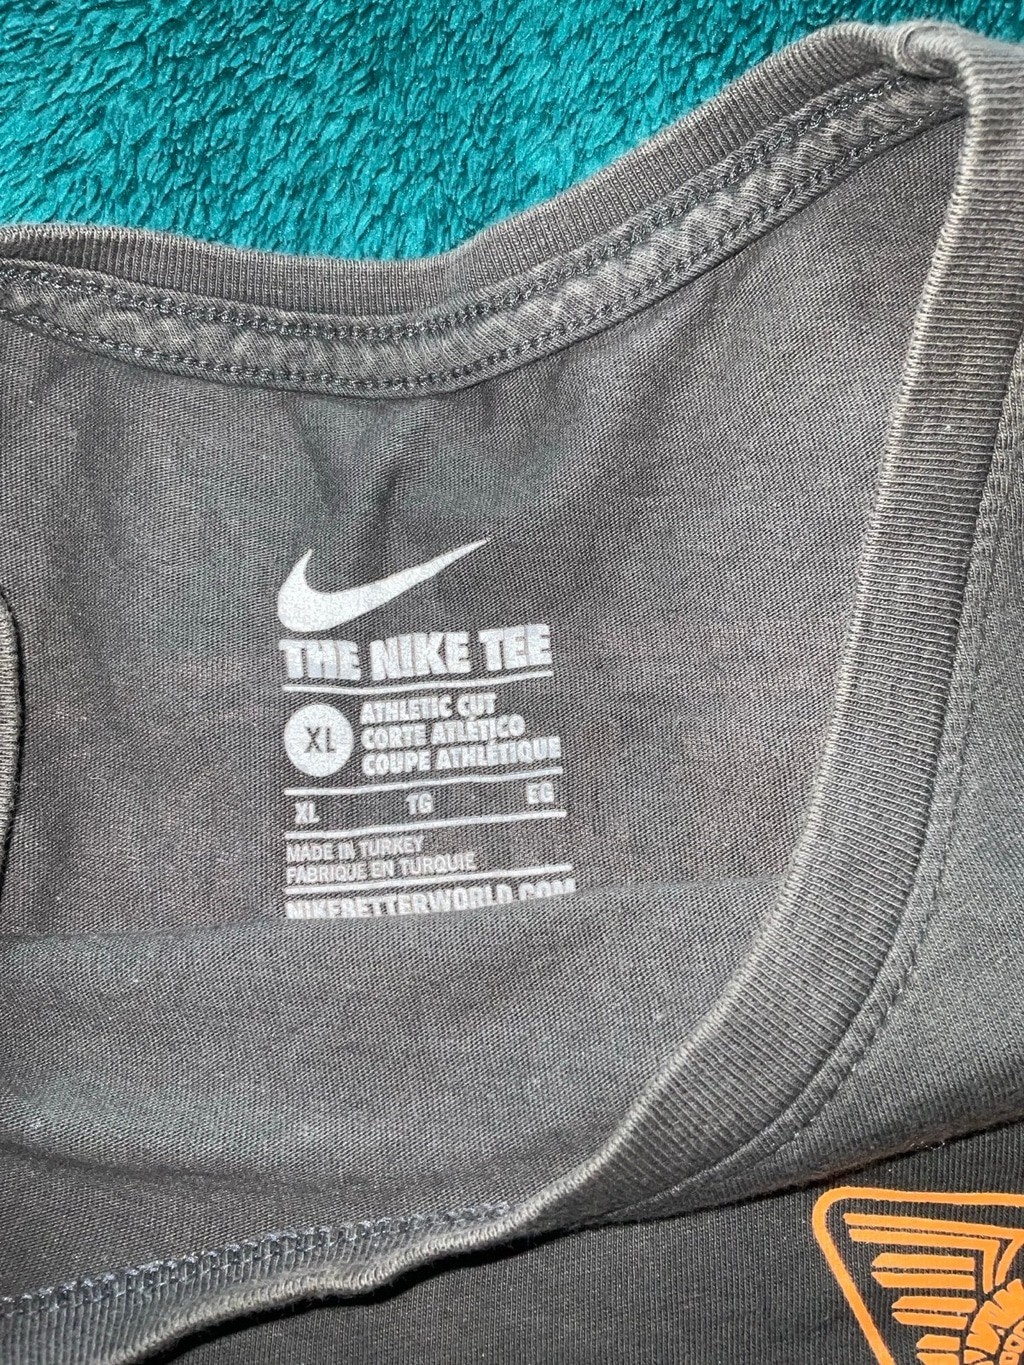 THE NIKE TEE
XL
ATHLETIC CUT
CORTE ATLÉTICO
COUPE ATHLÉTIQUE
XL TG EG
MADE IN TURKEY
FABRIQUE EN TURQUIE
NIKEBETTERWORLD.COM